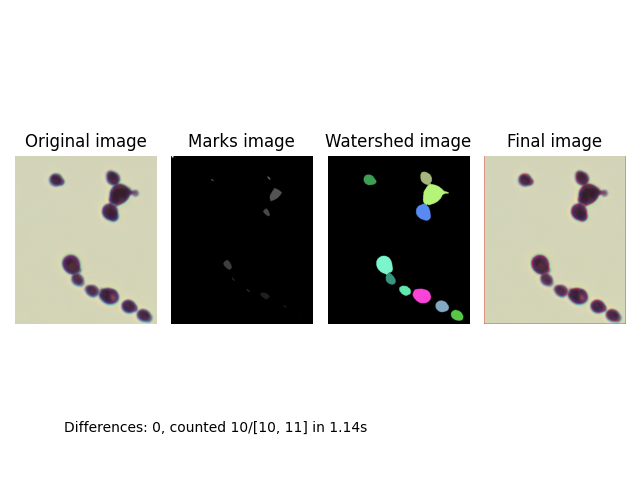 Original image
Marks image
Watershed image
Final image
Differences: 0, counted 10/[10, 11] in 1.14s